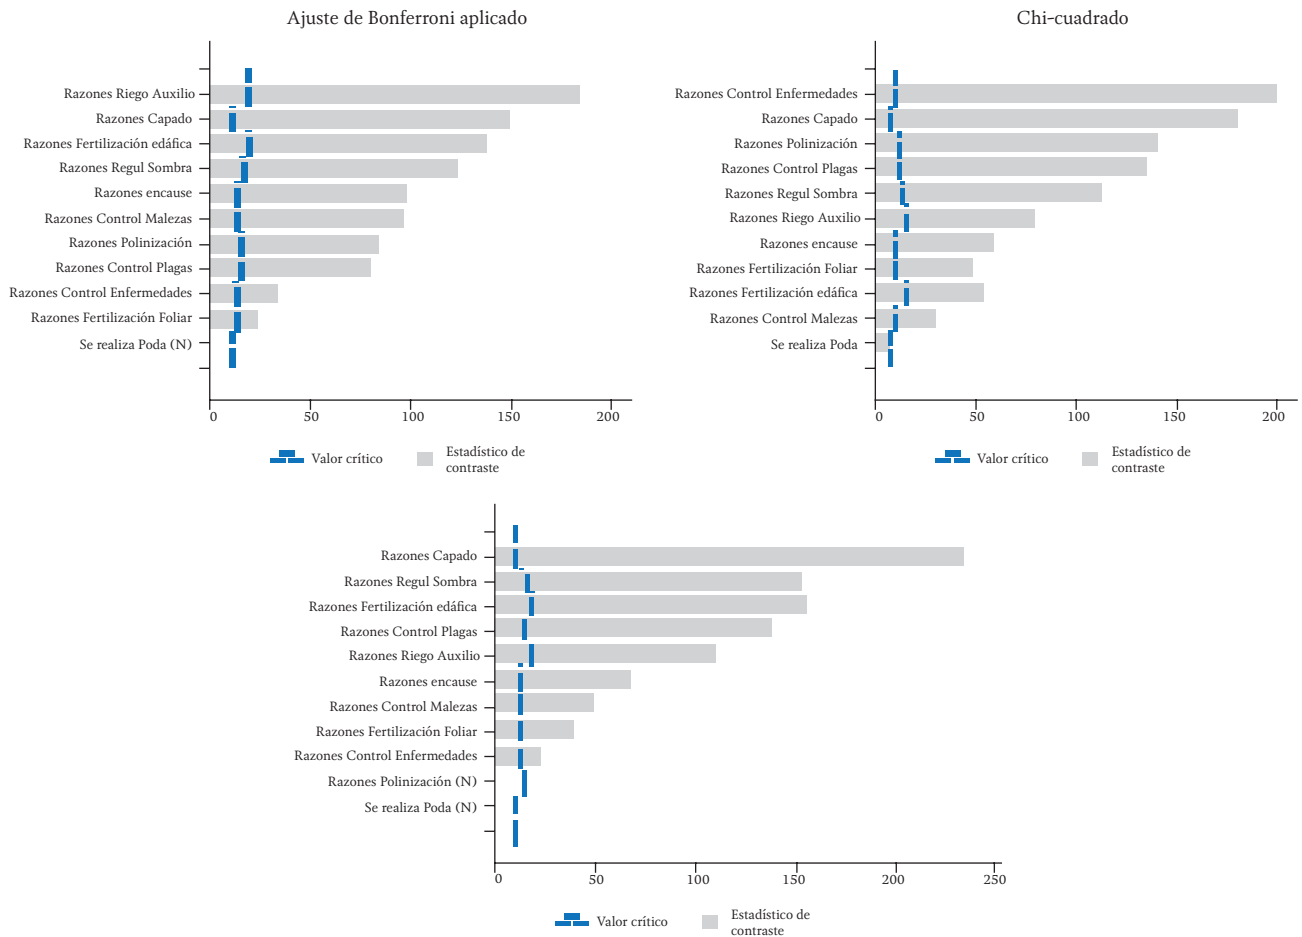 Ajuste de Bonferroni aplicado
Razones Riego Auxilio
Razones Capado
Razones Fertilización edáfica
Razones Regul Sombra
Razones encause
Razones Control Malezas
Razones Polinización
Razones Control Plagas
Razones Control Enfermedades
Razones Fertilización Foliar
Se realiza Poda (N)
0 50 100 150 200
Valor crítico
Estadístico de
contraste
Chi-cuadrado
Razones Control Enfermedades
Razones Capado
Razones Polinización
Razones Control Plagas
Razones Regul Sombra
Razones Riego Auxilio
Razones encause
Razones Fertilización Foliar
Razones Fertilización edáfica
Razones Control Malezas
Se realiza Poda
0 50 100 150 200
Valor crítico
Estadístico de
contraste
Razones Capado
Razones Regul Sombra
Razones Fertilización edáfica
Razones Control Plagas
Razones Riego Auxilio
Razones encause
Razones Control Malezas
Razones Fertilización Foliar
Razones Control Enfermedades
Razones Polinización (N)
Se realiza Poda (N)
0 50 100 150 200 250
Valor crítico
Estadístico de
contraste